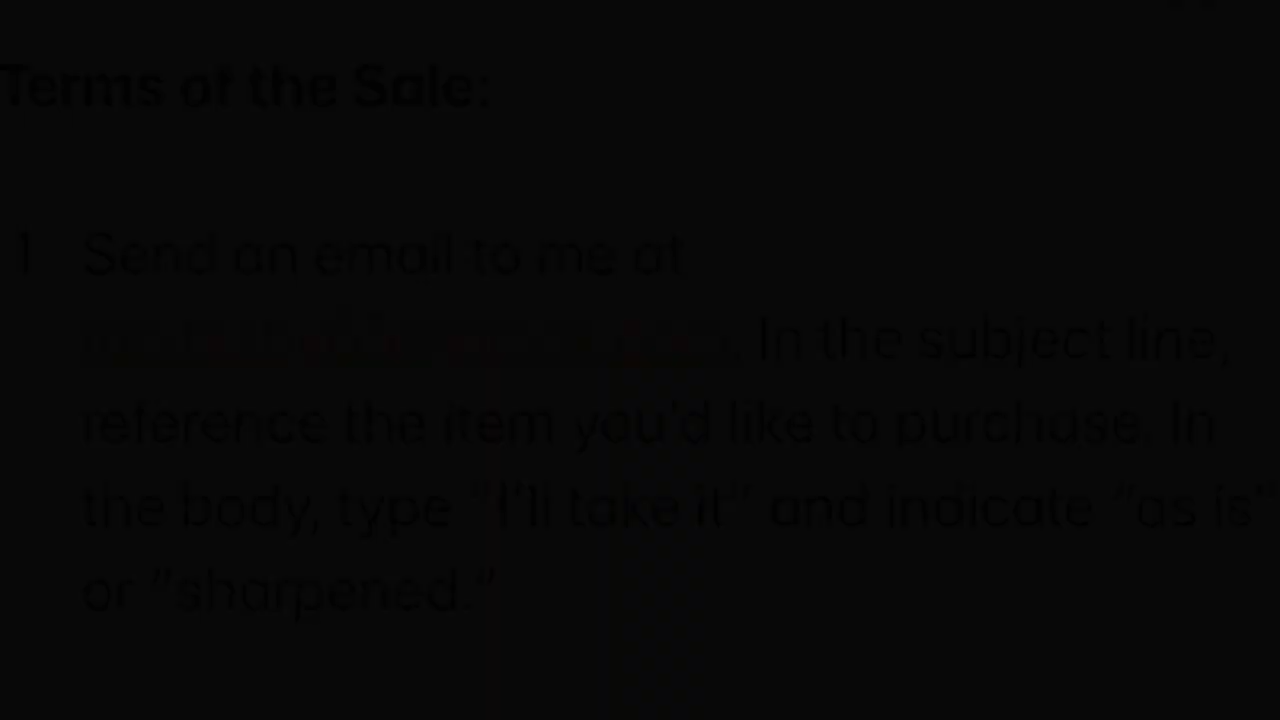 Terms of the Sale:
1 Send an email to me at
In the subject line,
reference the item you'd like to purchase. In
the body, type "I'll take it" and indicate "as is"
or "sharpened."